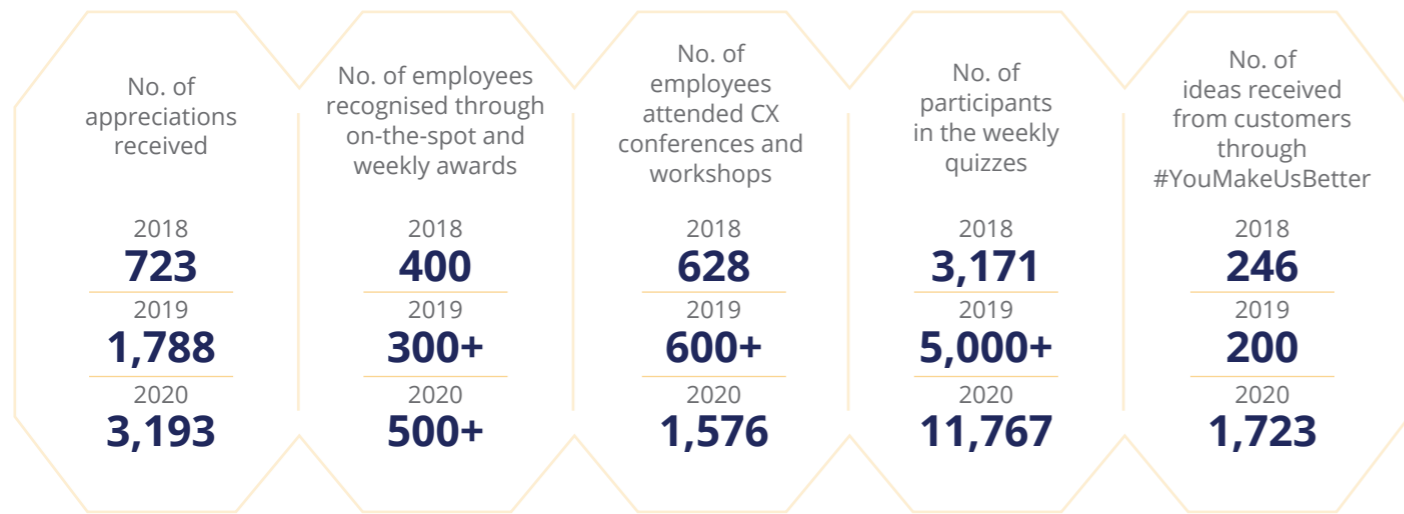 No. of
appreciations
received
2018
723
2019
1,788
2020
3,193
No. of employees
recognised through
on-the-spot and
weekly awards
2018
400
2019
300+
2020
500+
No. of
employees
attended CX
conferences and
workshops
2018
628
2019
600+
2020
1,576
No. of
participants
in the weekly
quizzes
2018
3,171
2019
5,000+
2020
11,767
No. of
ideas received
from customers
through
#YouMakeUsBetter
2018
246
2019
200
2020
1,723